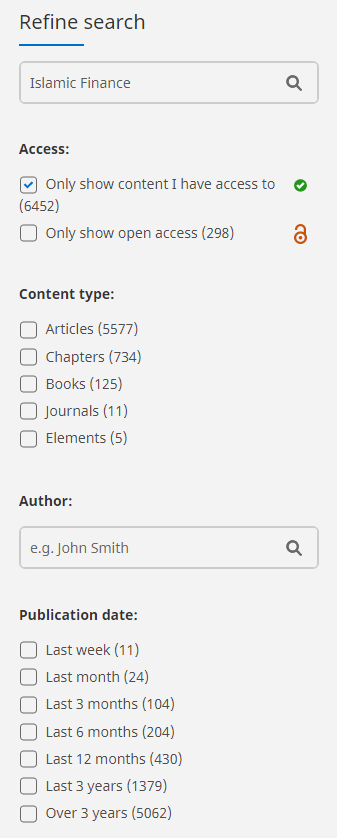 Refine search
Islamic Finance
Access:
Only show content I have access to
(6452)
Only show open access (298)
Content type:
Articles (5577)
Chapters (734)
Books (125)
Journals (11)
Elements (5)
Author:
e.g. John Smith
Publication date:
Last week (11)
Last month (24)
Last 3 months (104)
Last 6 months (204)
Last 12 months (430)
Last 3 years (1379)
Over 3 years (5062)